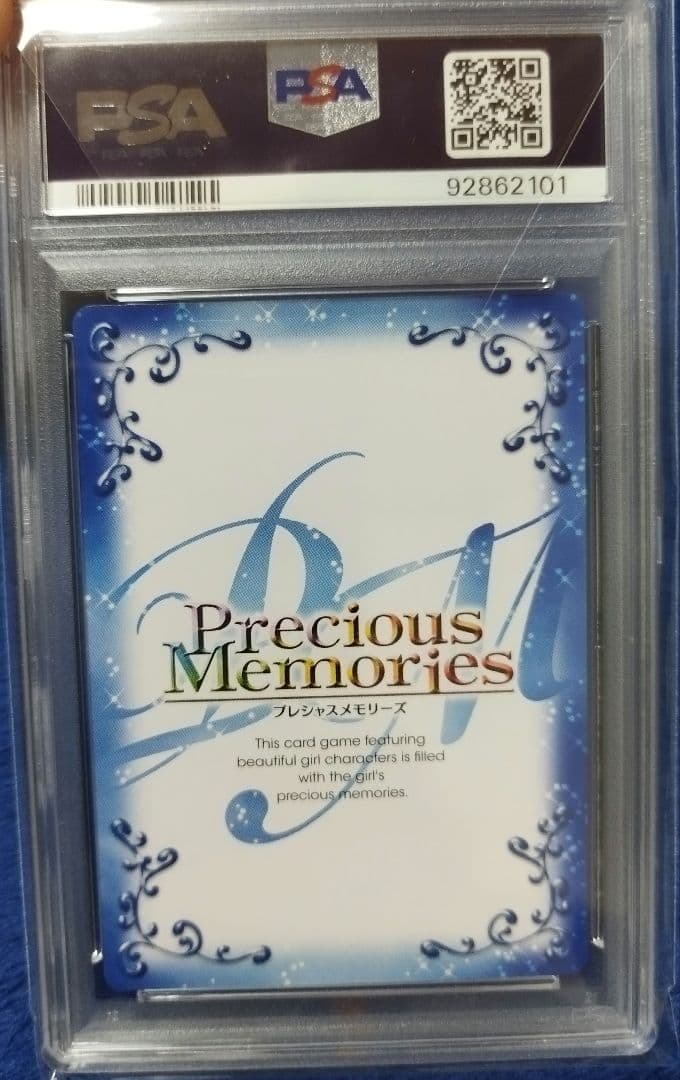 PSA
PSA
92862101
Precious
Memories
プレシャスメモリーズ
This card game featuring
beautiful girl characters is filled
with the girl's
precious memories.